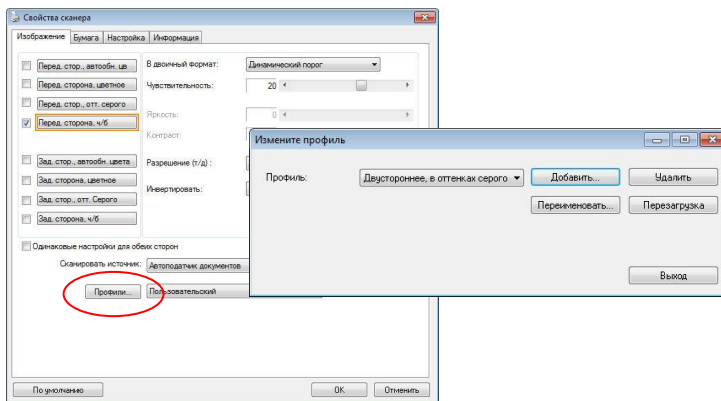 Свойства сканера
Изображение Бумага Настройка Информация
Перед. стор., автообн. цв
Перед. сторона, цветное
Перед. стор., отт. серого
Перед. сторона, ч/б
Зад. стор., автообн. цвета
Зад. сторона, цветное
Зад. стор., отт. Серого
Зад. сторона, ч/б
В двоичный формат: Динамический порог
Чувствительность: 20
Яркость: 0
Контраст:
Разрешение (т/д) :
Инвертировать:
Одинаковые настройки для обеих сторон
Сканировать источник: Автоподатчик документов
Профили... Пользовательский
По умолчанию OK Отменить
Измените профиль
Профиль: Двустороннее, в оттенках серого Добавить... Удалить
Переименовать... Перезагрузка
Выход